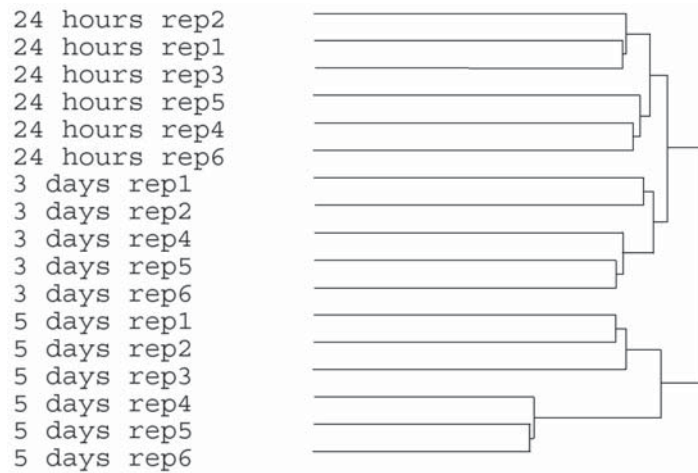 24 hours rep2
24 hours rep1
24 hours rep3
24 hours rep5
24 hours rep4
24 hours rep6
3 days rep1
3 days rep2
3 days rep4
3 days rep5
3 days rep6
5 days rep1
5 days rep2
5 days rep3
5 days rep4
5 days rep5
5 days rep6